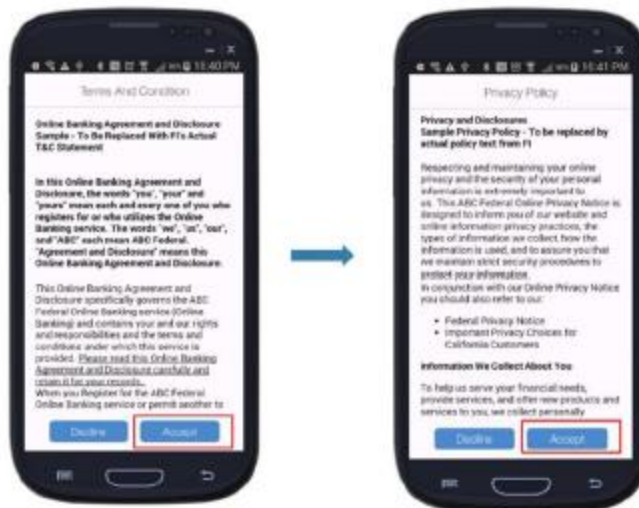 10:40 PM
Terms And Condition
Online Banking Agreement and Disclosure
Sample - To Be Replaced With FI's Actual
T&C Statement
In this Online Banking Agreement and
Disclosure, the words "you", "your" and
"yours" mean each and every one of you who
registers for or who utilizes the Online
Banking service. The words "we", "us", "our",
and "ABC" each mean ABC Federal.
"Agreement and Disclosure" means this
Online Banking Agreement and Disclosure.
This Online Banking Agreement and
Disclosure specifically governs the ABC
Federal Online Banking service (Online
Banking) and contains your and our rights
and responsibilities and the terms and
conditions under which this service is
provided. Please read this Online Banking
Agreement and Disclosure carefully and
retain it for your records.
When you Register for the ABC Federal
Online Banking service or permit another to
Decline
Accept
10:41 PM
Privacy Policy
Privacy and Disclosures
Sample Privacy Policy - To be replaced by
actual policy text from FI
Respecting and maintaining your online
privacy and the security of your personal
information is extremely important to
us. This ABC Federal Online Privacy Notice is
designed to inform you of our website and
online information privacy practices, the
types of information we collect, how the
information is used, and to assure you that
we maintain strict security procedures to
protect your information.
In conjunction with our Online Privacy Notice
you should also refer to our:
• Federal Privacy Notice
• Important Privacy Choices for
California Customers
Information We Collect About You
To help us serve your financial needs,
provide services, and offer new products and
services to you, we collect personally
Decline
Accept